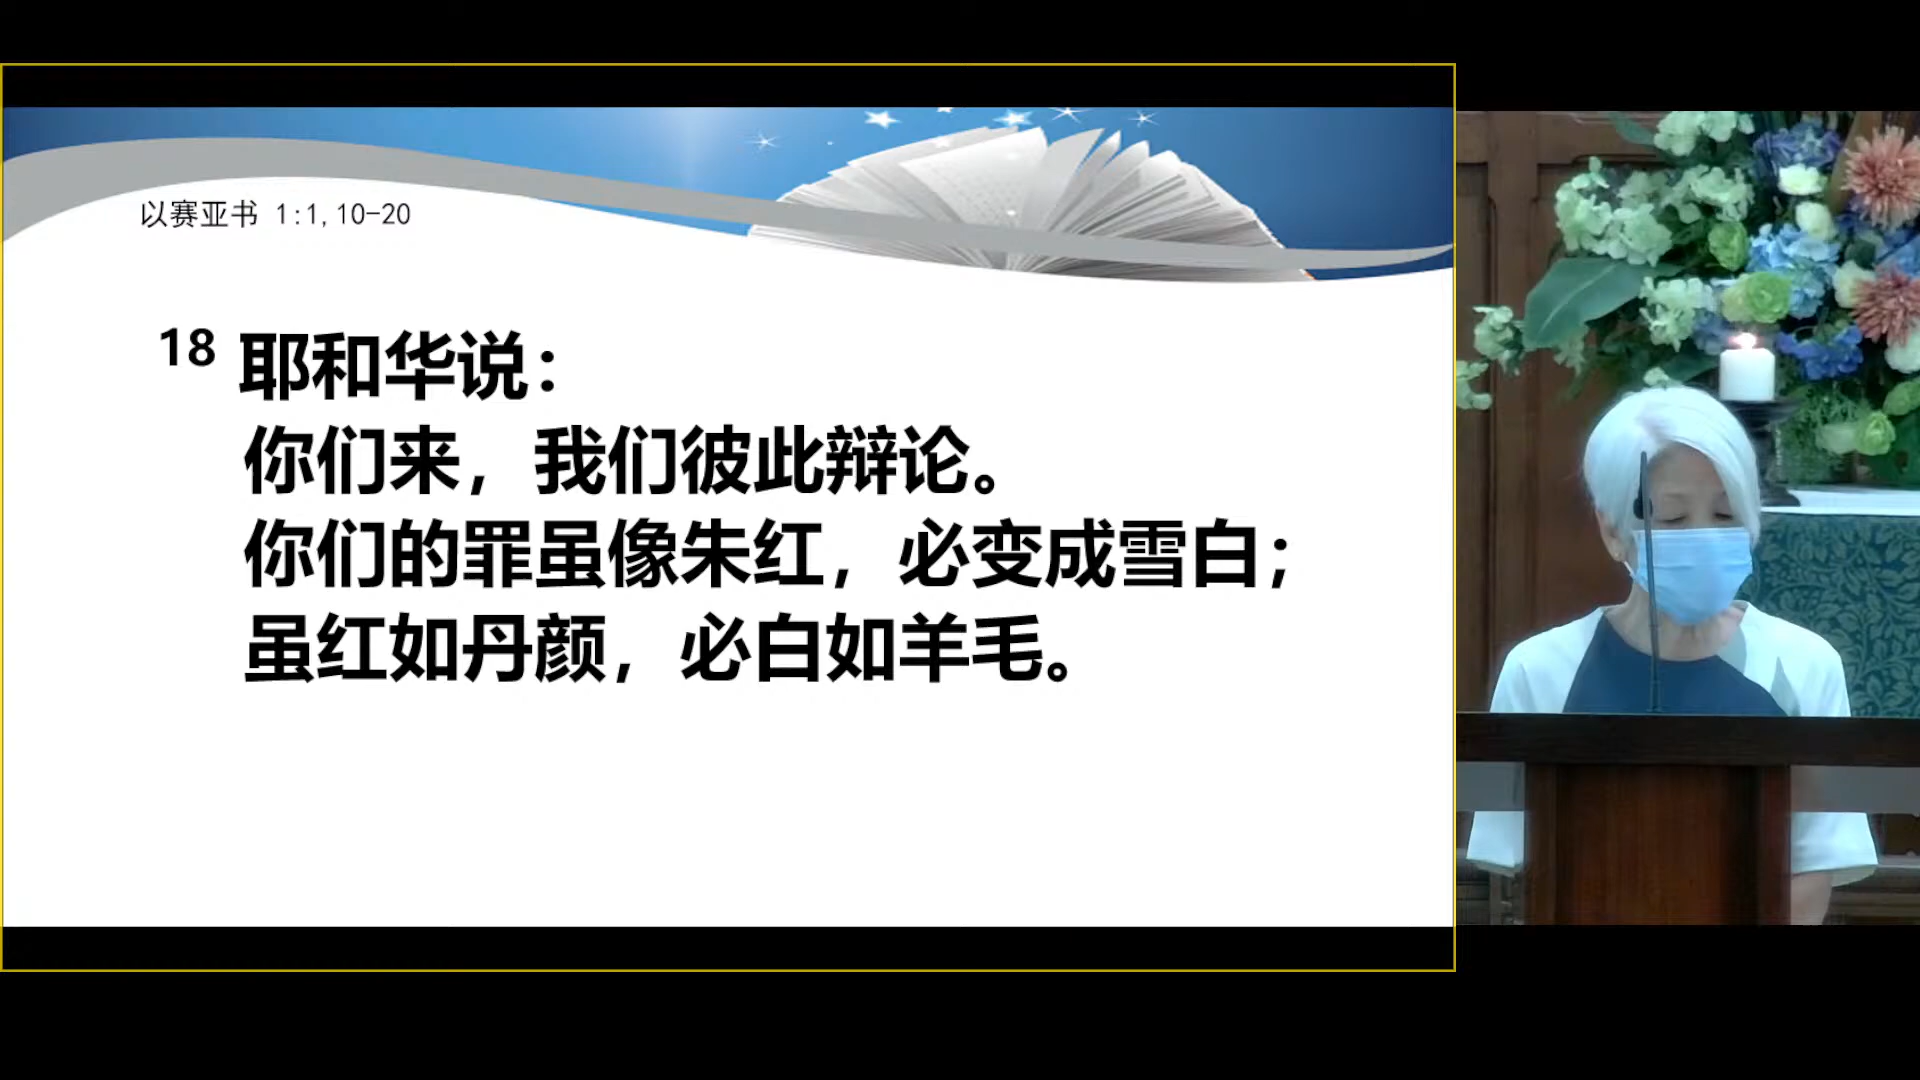 以赛亚书 1:1,10-20
18 耶和华说：
你们来，我们彼此辩论。
你们的罪虽像朱红，必变成雪白；
虽红如丹颜，必白如羊毛。